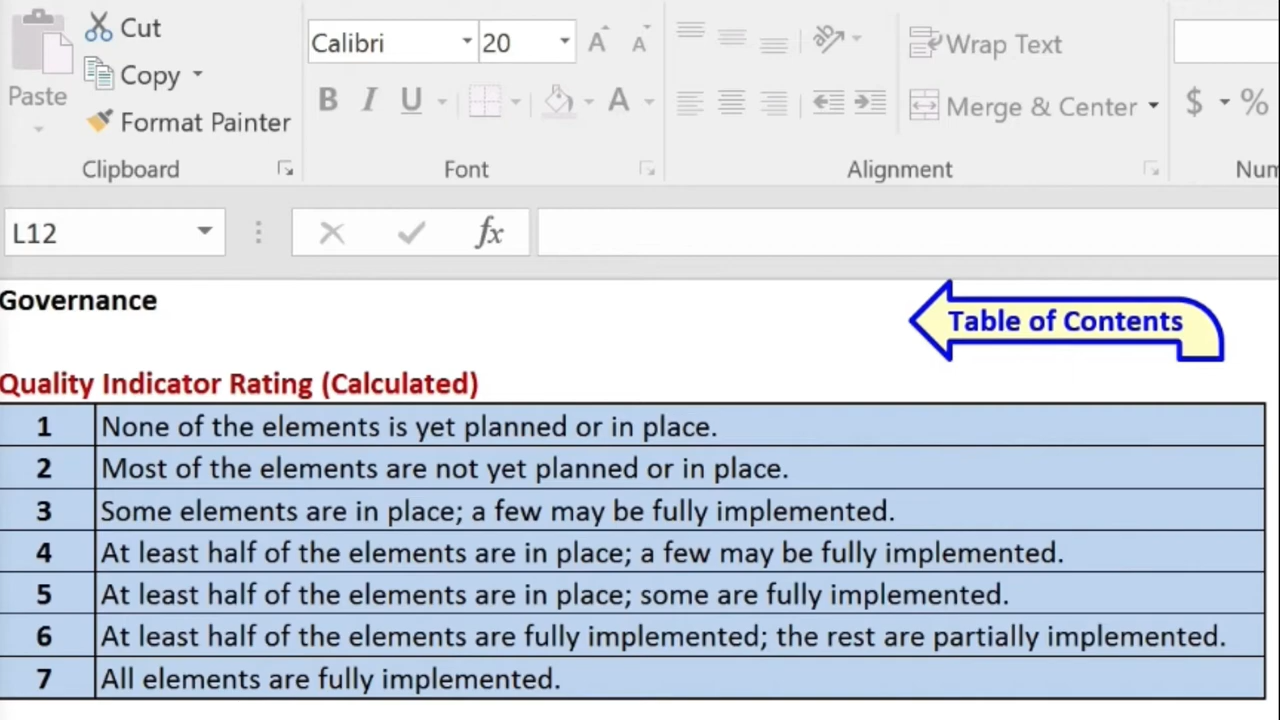 Cut
Calibri 20 A A
Wrap Text
Copy
Paste
B I U A
Merge & Center $ %
Format Painter
Clipboard Font Alignment Num
L12 fx
Governance
Table of Contents
Quality Indicator Rating (Calculated)
1 None of the elements is yet planned or in place.
2 Most of the elements are not yet planned or in place.
3 Some elements are in place; a few may be fully implemented.
4 At least half of the elements are in place; a few may be fully implemented.
5 At least half of the elements are in place; some are fully implemented.
6 At least half of the elements are fully implemented; the rest are partially implemented.
7 All elements are fully implemented.